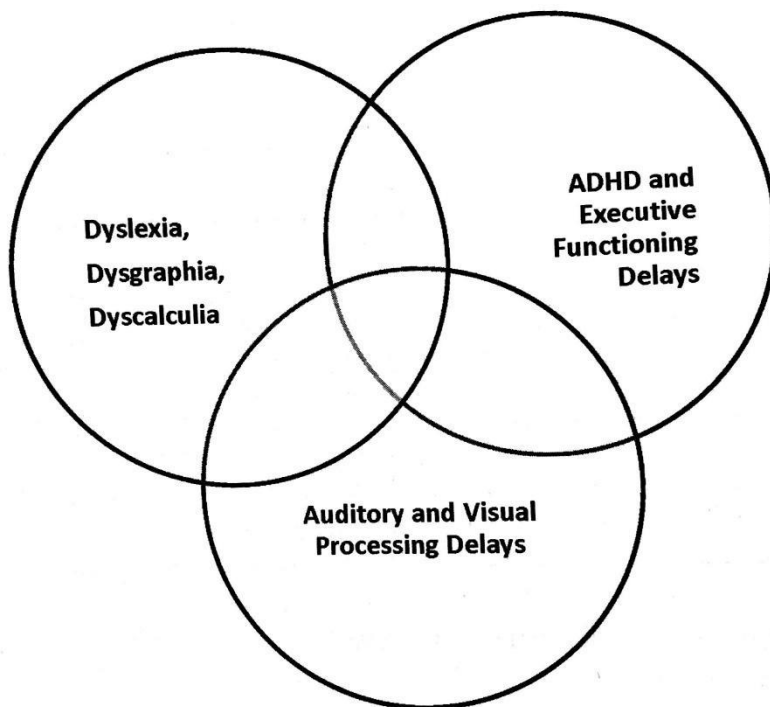 Dyslexia,
Dysgraphia,
Dyscalculia
ADHD and
Executive
Functioning
Delays
Auditory and Visual
Processing Delays